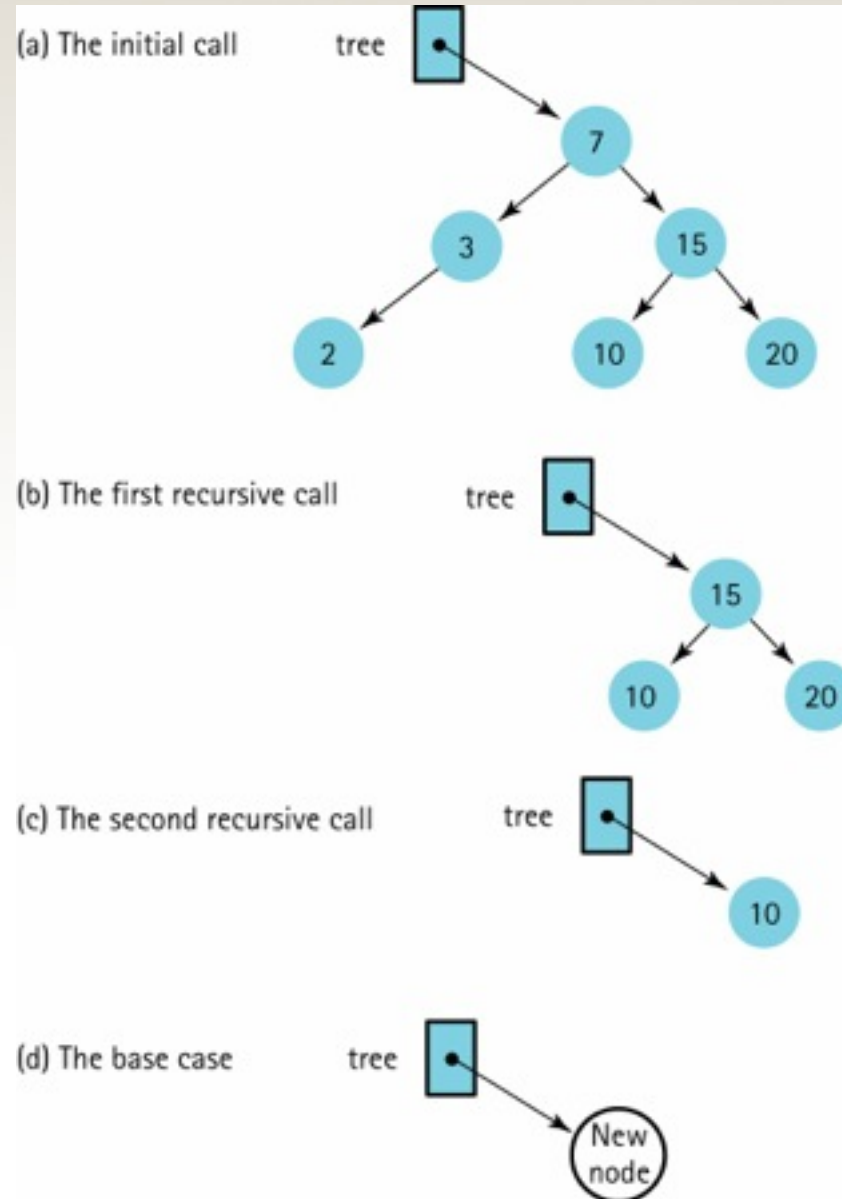 (a) The initial call tree
7
3 15
2 10 20
(b) The first recursive call tree
15
10 20
(c) The second recursive call tree
10
(d) The base case tree
New
node